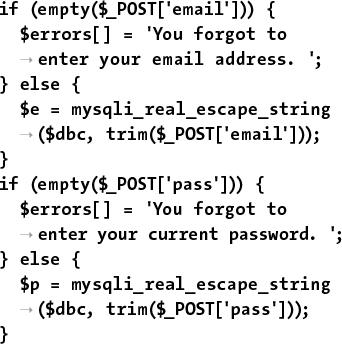 if (empty($_POST['email'])) {
$errors[] = 'You forgot to
→ enter your email address. ';
} else {
$e = mysqli_real_escape_string
→ ($dbc, trim($_POST['email']));
}
if (empty($_POST['pass'])) {
$errors[] = 'You forgot to
→ enter your current password. ';
} else {
$p = mysqli_real_escape_string
→ ($dbc, trim($_POST['pass']));
}